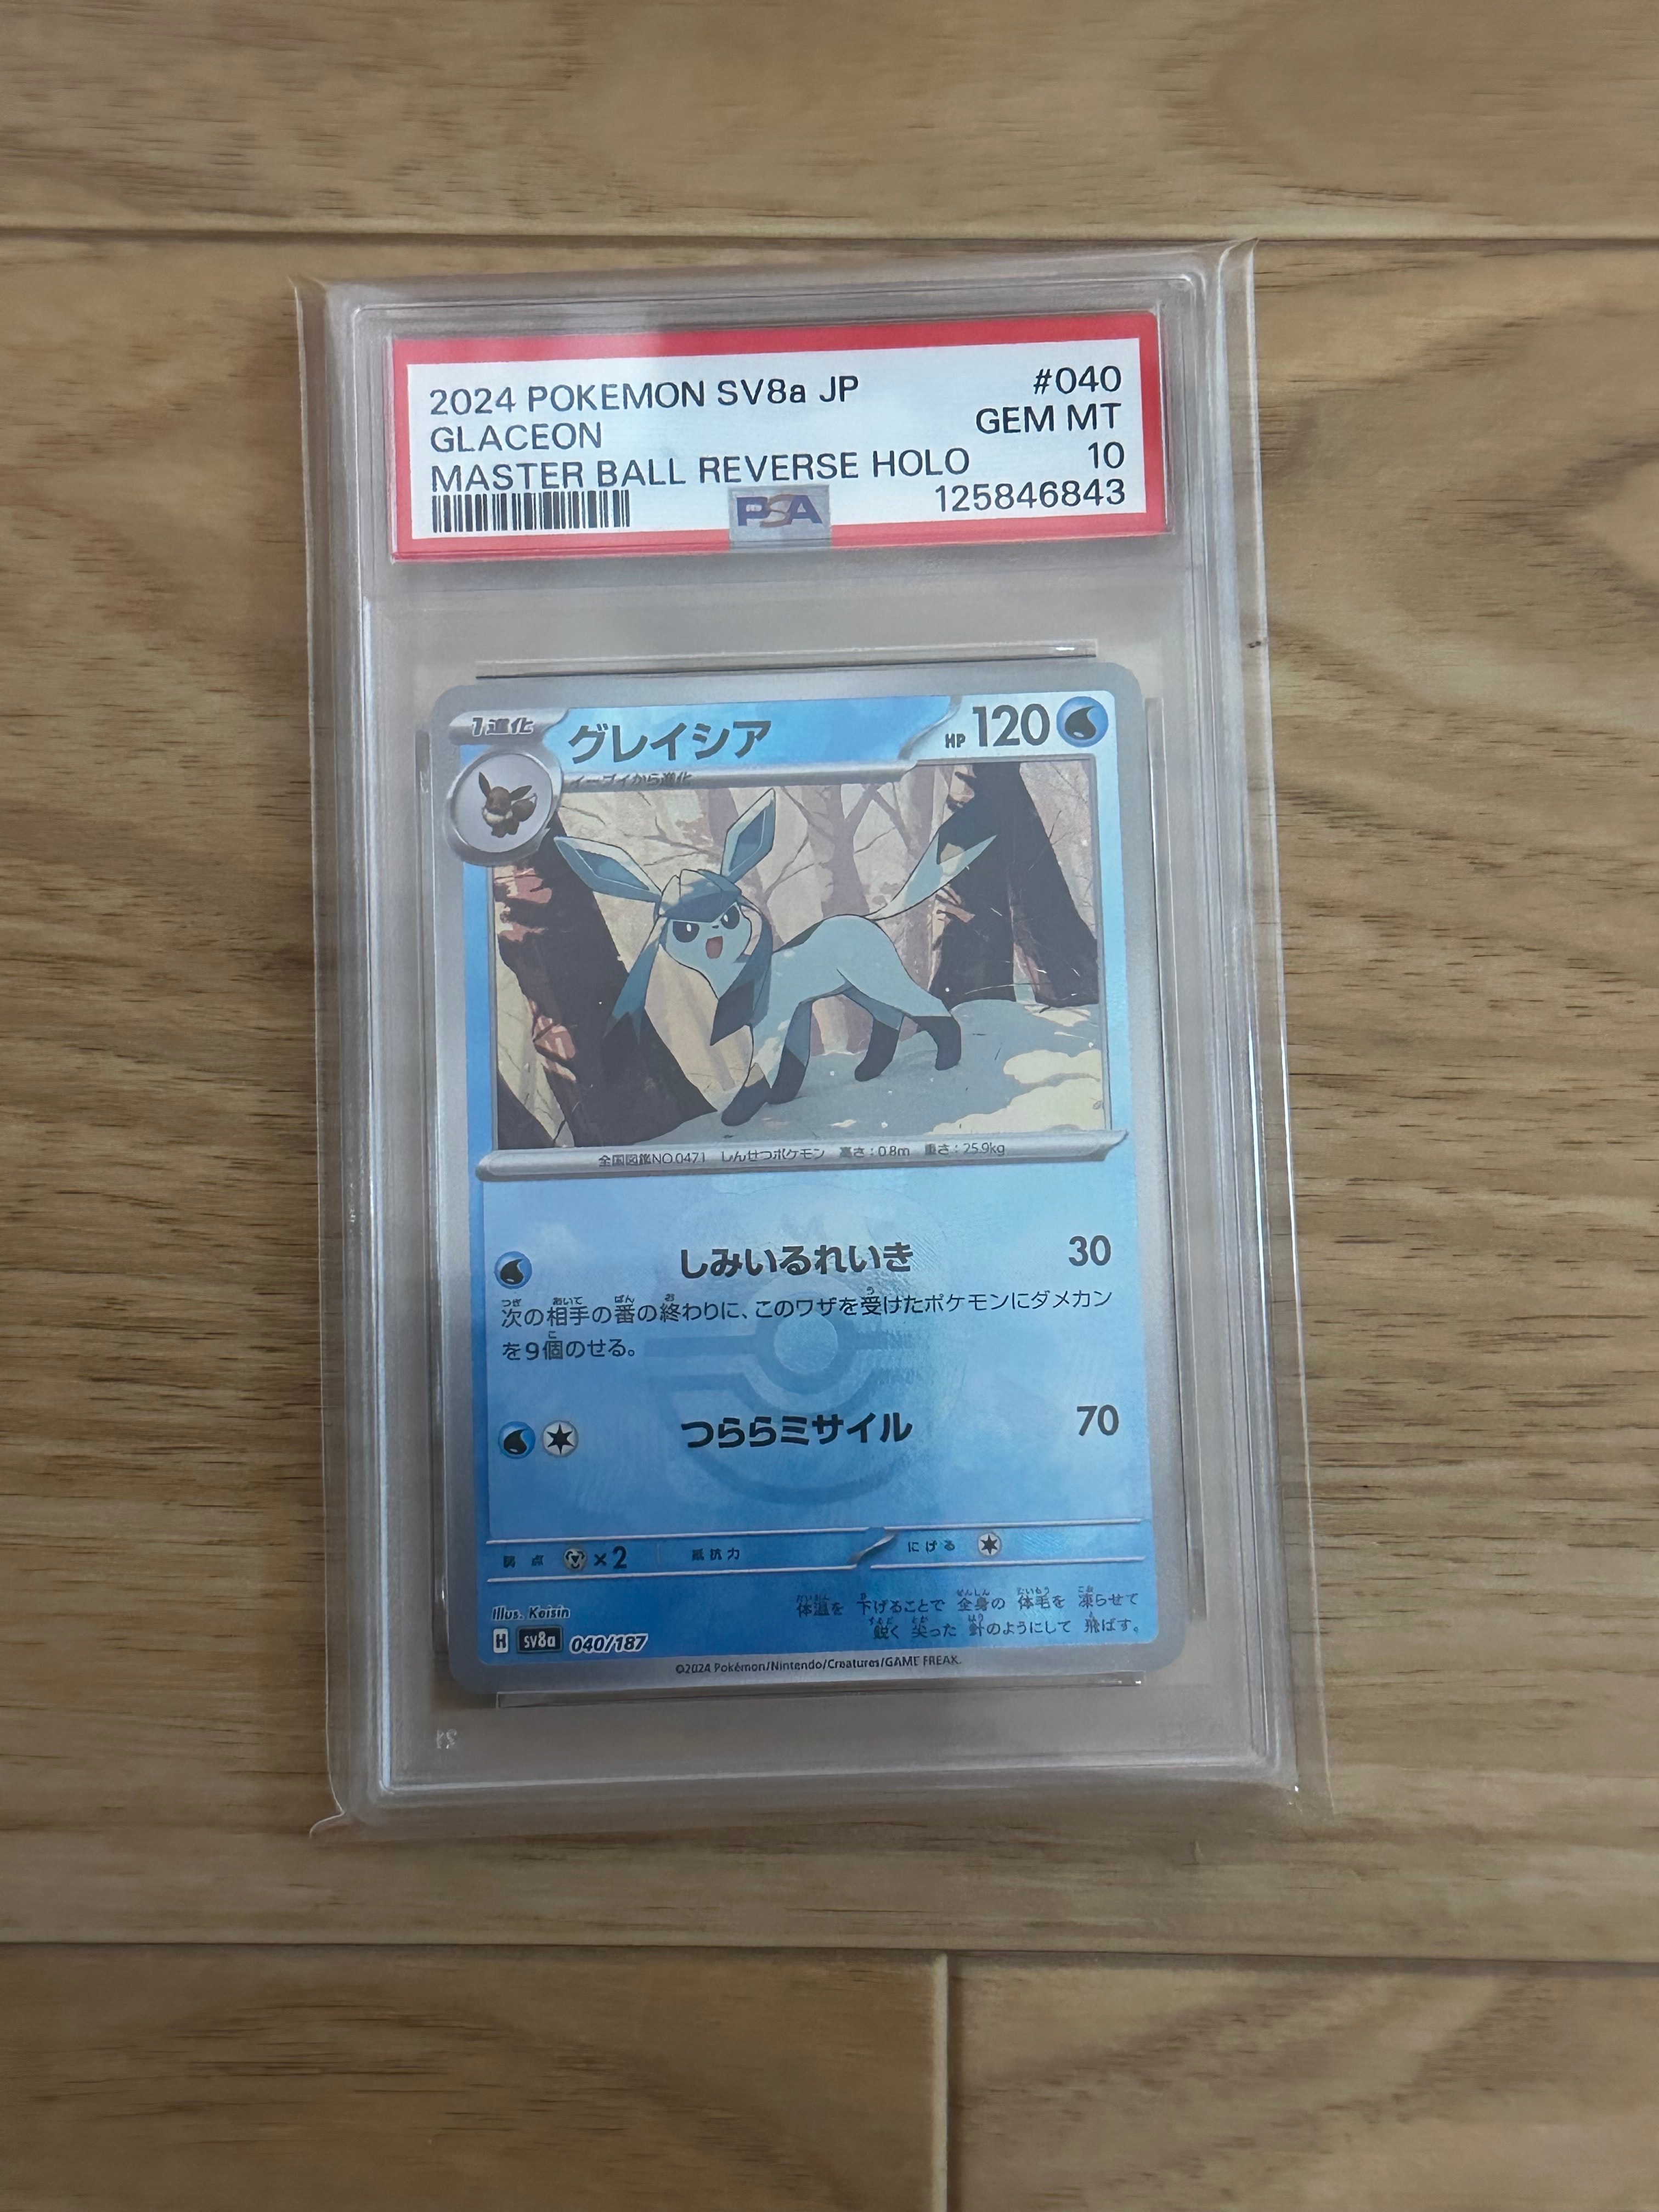 2024 POKEMON SV8a JP #040
GLACEON GEM MT
MASTER BALL REVERSE HOLO 10
PSA 125846843
1進化 グレイシア HP 120
イーブイから進化
全国図鑑NO.0471 しんせつポケモン 高さ:0.8m 重さ:25.9kg
しみいるれいき 30
次の相手の番の終わりに、このワザを受けたポケモンにダメカン
を9個のせる。
つららミサイル 70
弱点 ×2 抵抗力 にげる
体温を 下げることで 全身の 体毛を 凍らせて
鋭く 尖った 針のようにして 飛ばす。
Illus. Keisin
H SV8a 040/187
©2024 Pokémon/Nintendo/Creatures/GAME FREAK.